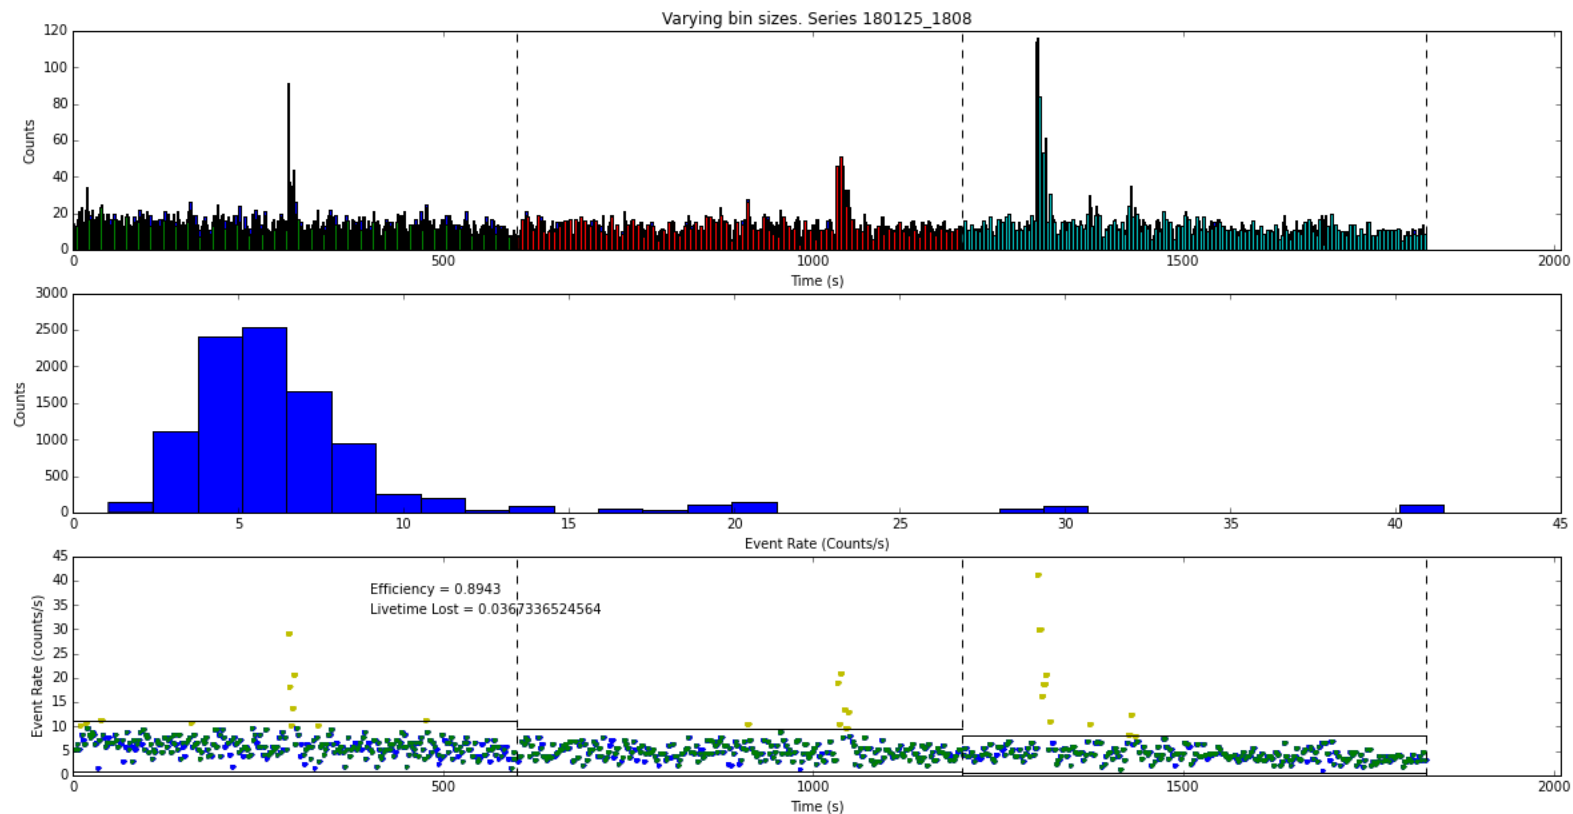 Varying bin sizes. Series 180125_1808
120
100
80
60
40
20
0
Counts
0 500 1000 1500 2000
Time (s)
3000
2500
2000
1500
1000
500
0
Counts
0 5 10 15 20 25 30 35 40 45
Event Rate (Counts/s)
45
40
35
30
25
20
15
10
5
0
Event Rate (counts/s)
Efficiency = 0.8943
Livetime Lost = 0.0367336524564
0 500 1000 1500 2000
Time (s)